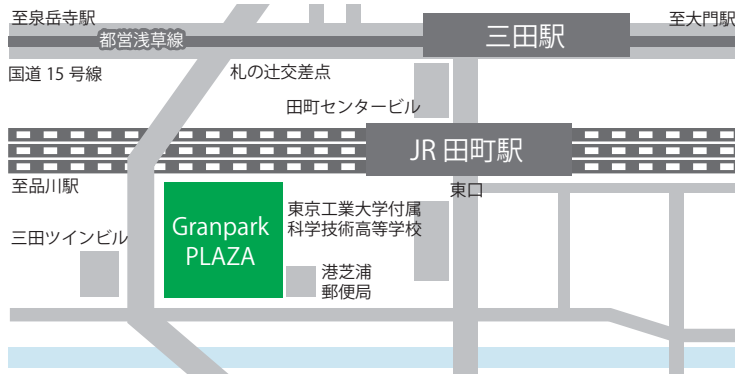 至泉岳寺駅
都営浅草線
三田駅
至大門駅
国道 15 号線
札の辻交差点
田町センタービル
JR 田町駅
至品川駅
東口
Granpark
PLAZA
東京工業大学付属
科学技術高等学校
三田ツインビル
港芝浦
郵便局